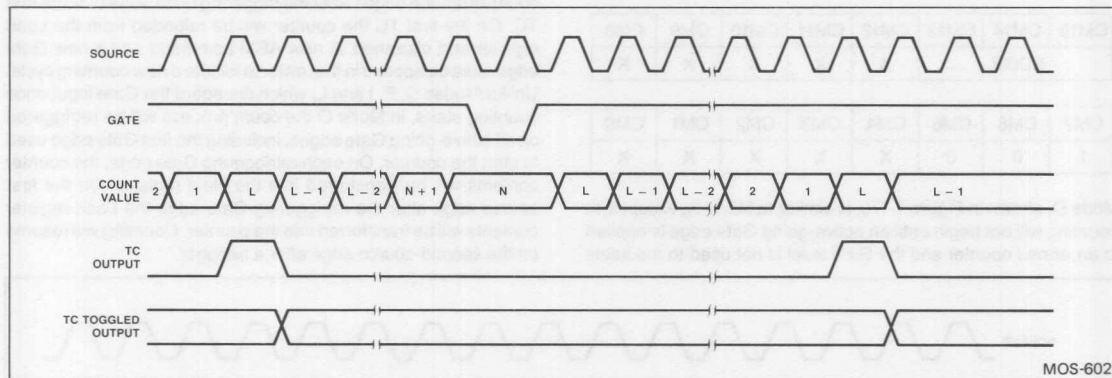 SOURCE
GATE
COUNT VALUE
2 1 L L – 1 L – 2 N + 1 N L L – 1 L – 2 2 1 L L – 1
TC OUTPUT
TC TOGGLED OUTPUT
MOS-602